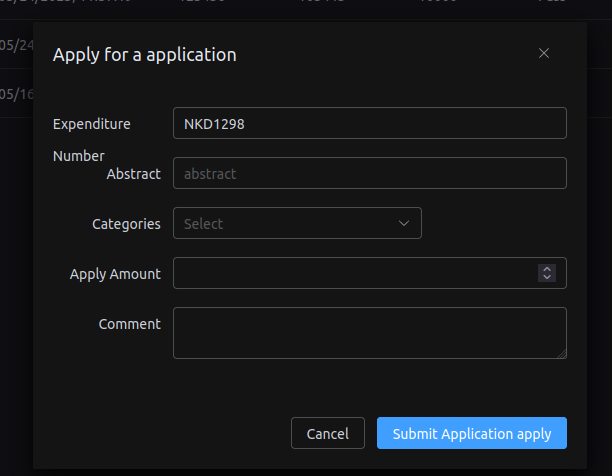 05/24
05/16
Apply for a application
Expenditure Number
NKD1298
Abstract
abstract
Categories
Select
Apply Amount
Comment
Cancel
Submit Application apply